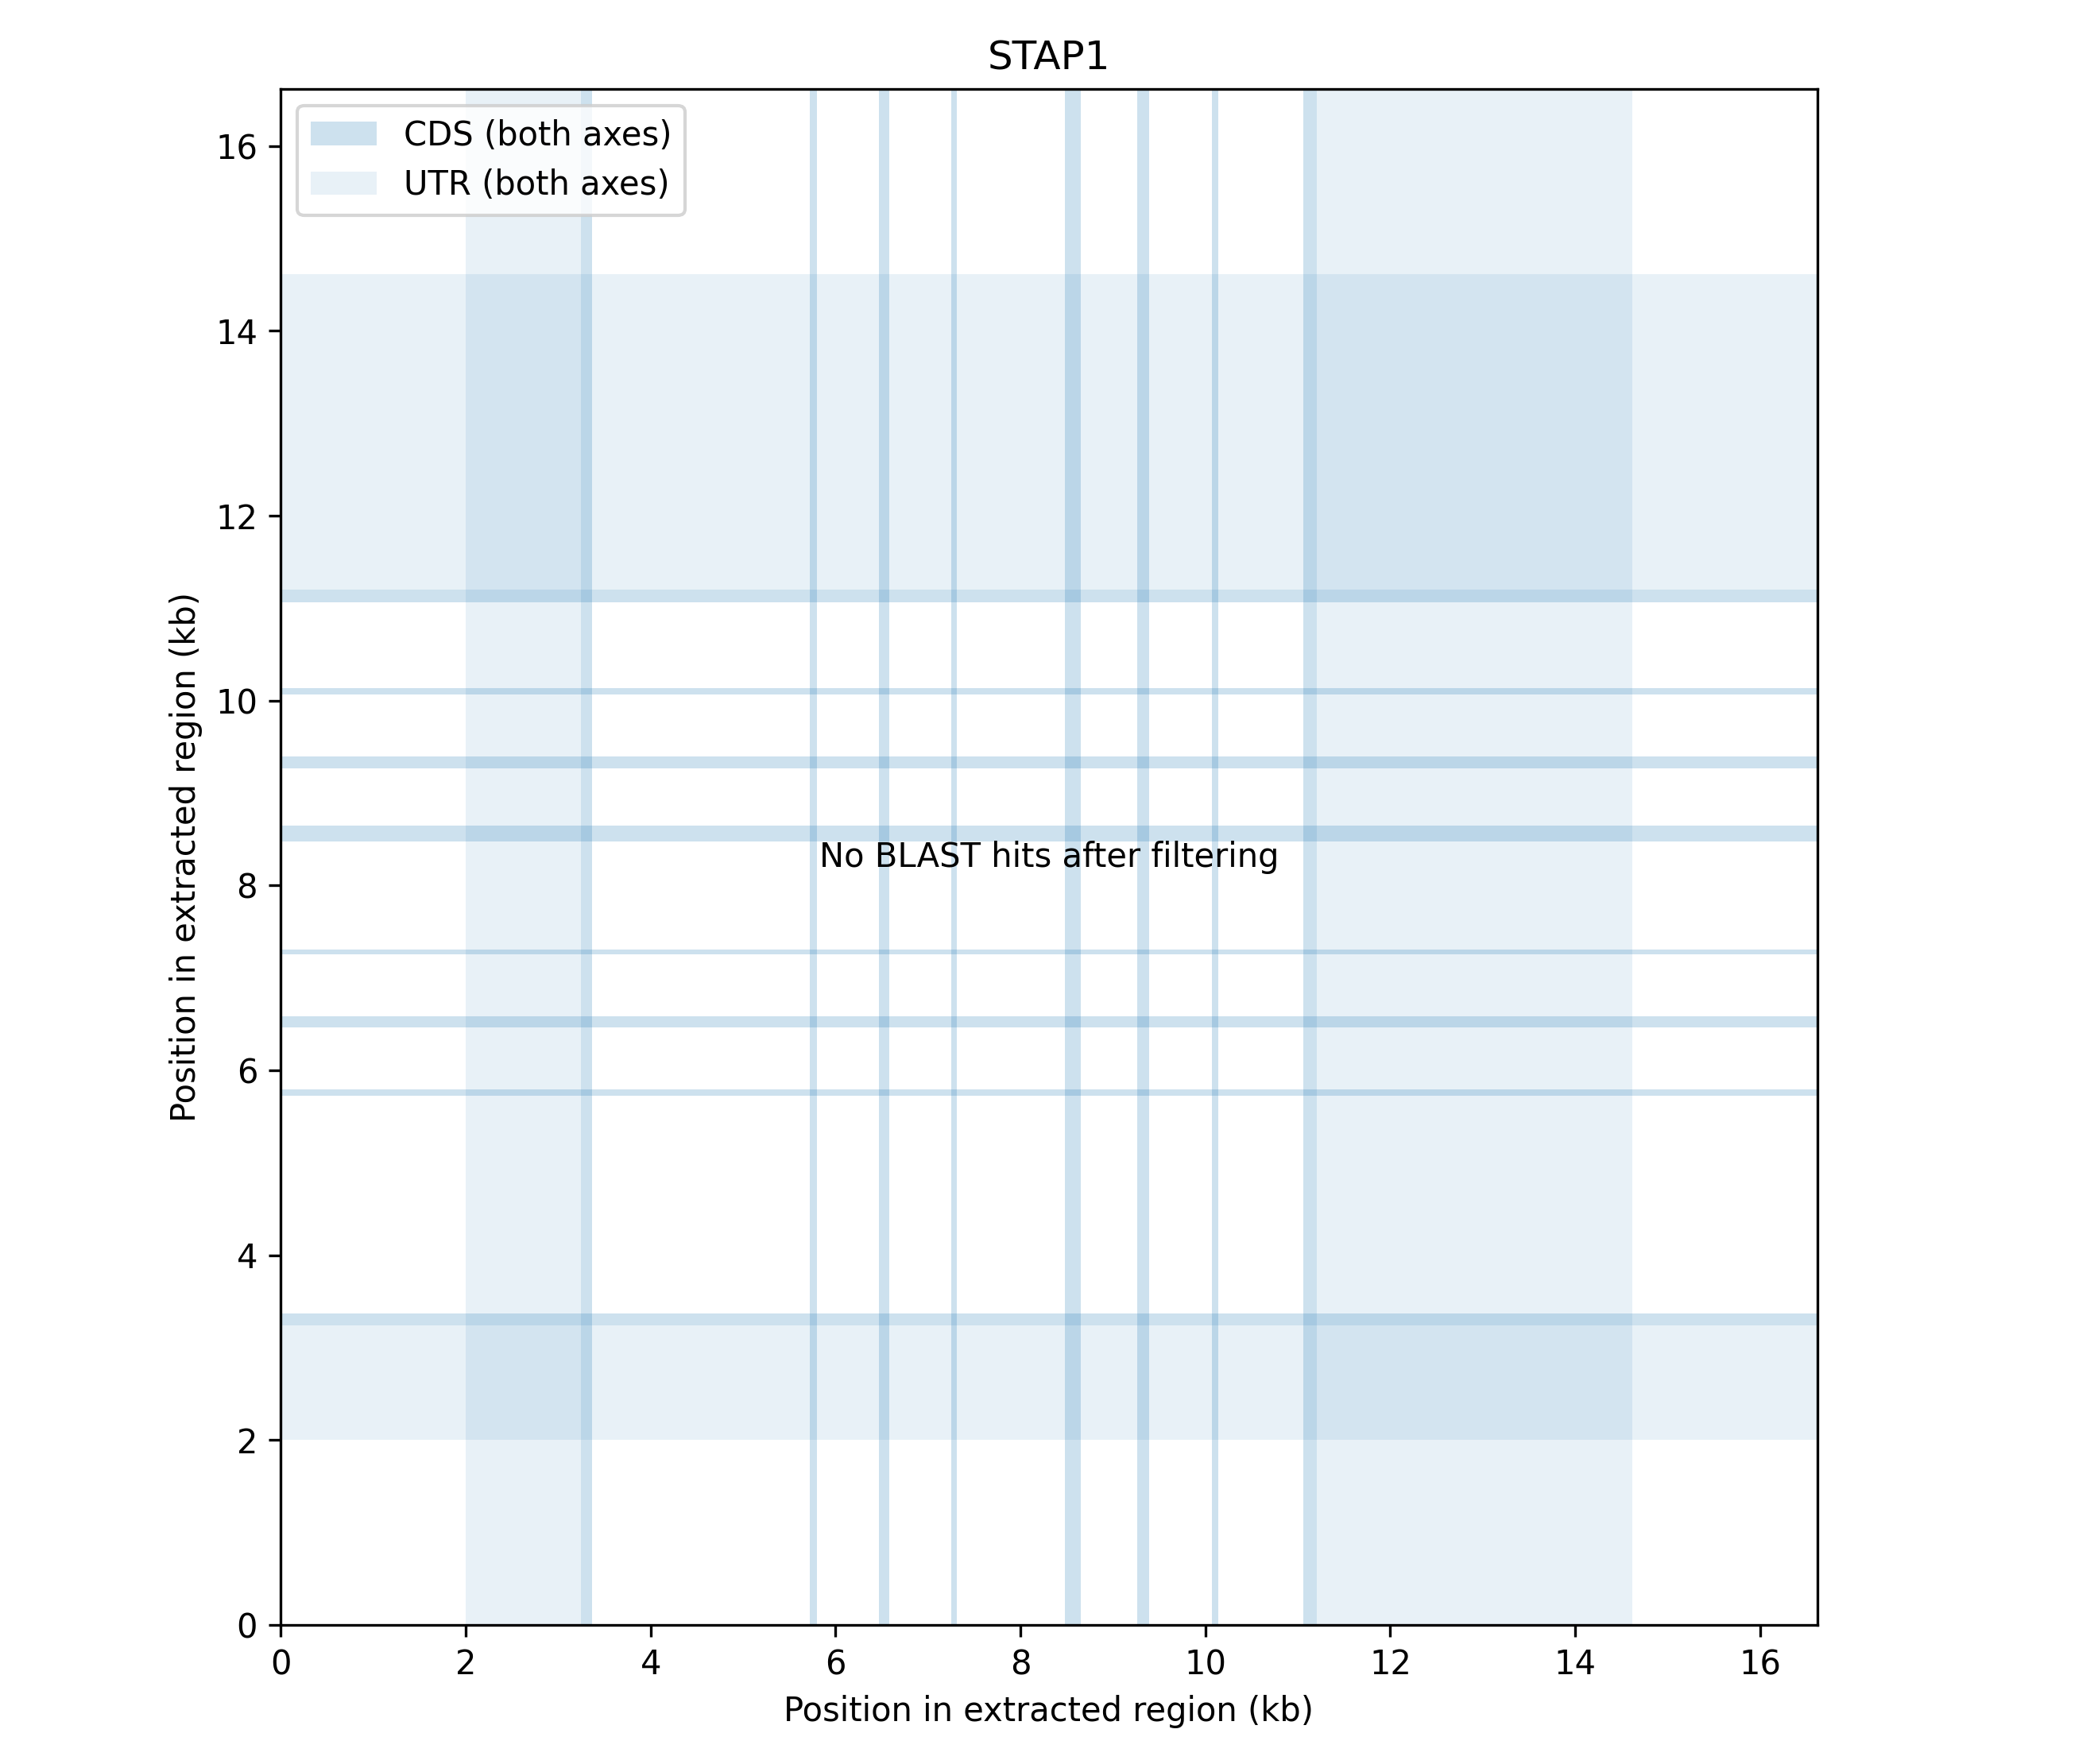 STAP1
CDS (both axes)
UTR (both axes)
16
14
12
10
8
6
4
2
0
Position in extracted region (kb)
No BLAST hits after filtering
0 2 4 6 8 10 12 14 16
Position in extracted region (kb)